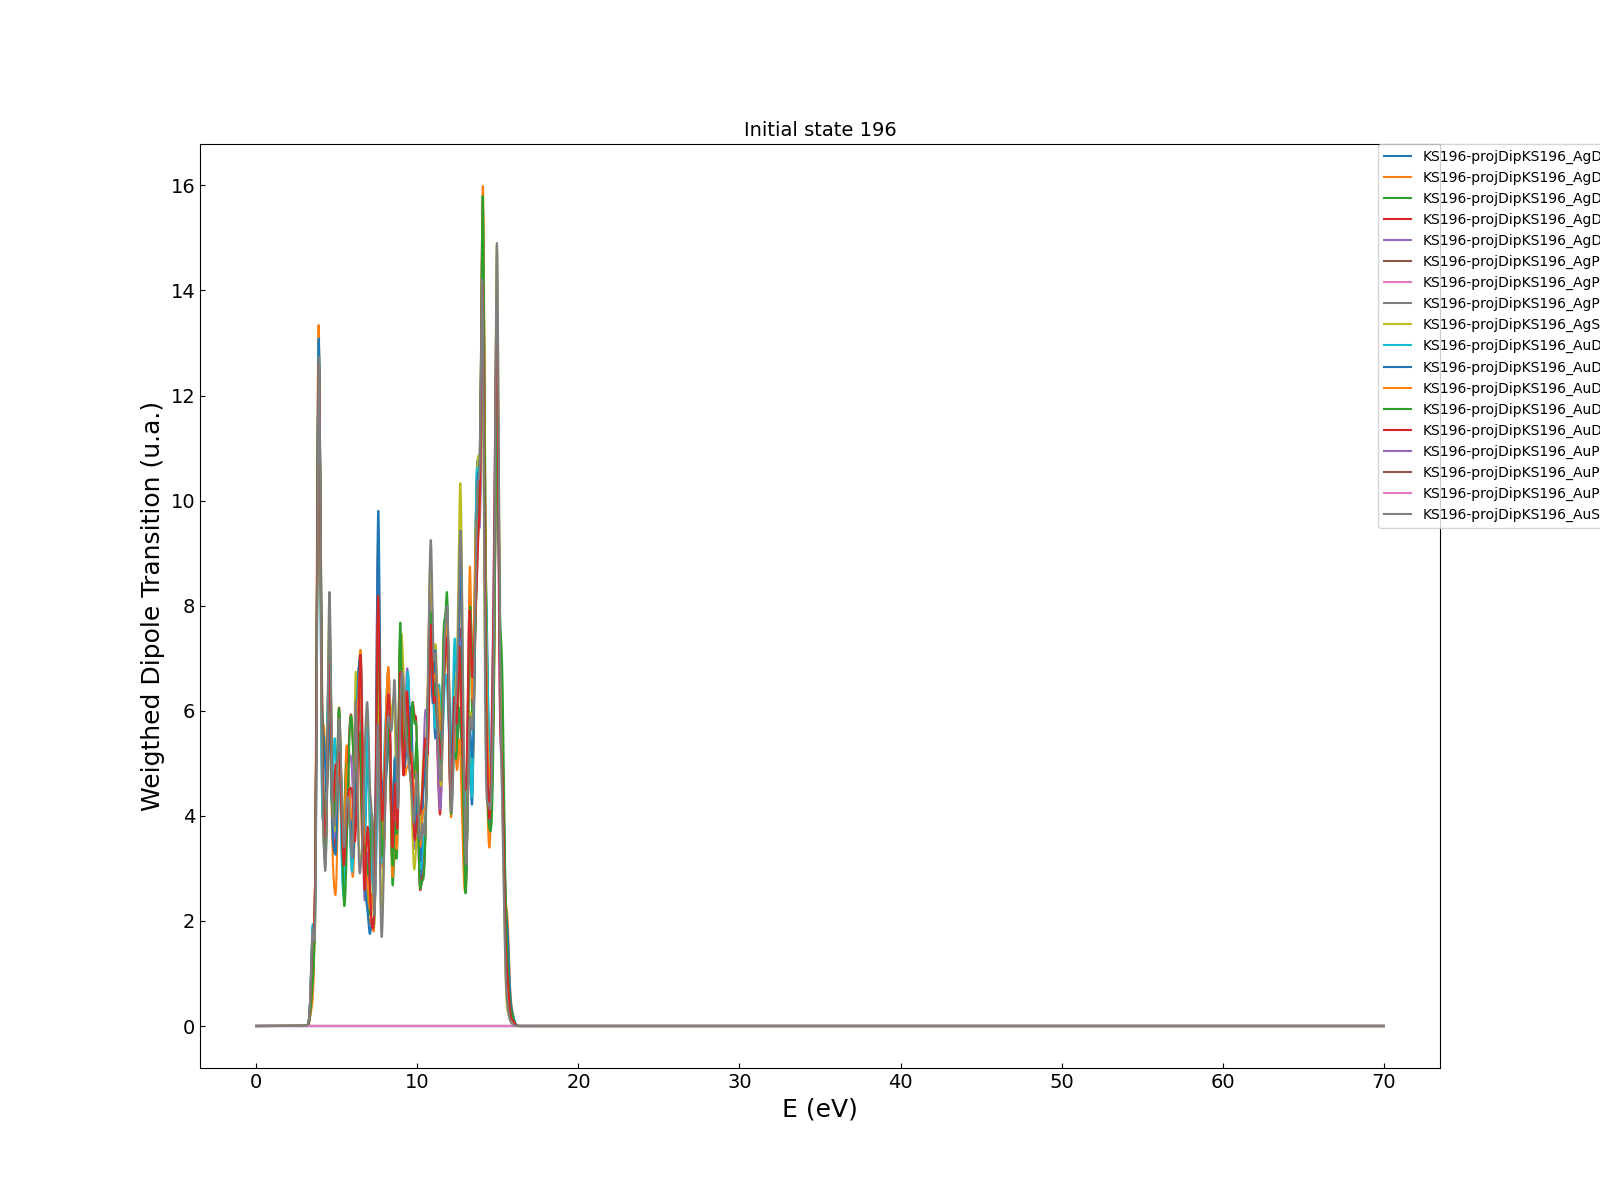 Initial state 196
Weigthed Dipole Transition (u.a.)
16
14
12
10
8
6
4
2
0
0 10 20 30 40 50 60 70
E (eV)
KS196-projDipKS196_AgD
KS196-projDipKS196_AgD
KS196-projDipKS196_AgD
KS196-projDipKS196_AgD
KS196-projDipKS196_AgD
KS196-projDipKS196_AgP
KS196-projDipKS196_AgP
KS196-projDipKS196_AgP
KS196-projDipKS196_AgS
KS196-projDipKS196_AuD
KS196-projDipKS196_AuD
KS196-projDipKS196_AuD
KS196-projDipKS196_AuD
KS196-projDipKS196_AuD
KS196-projDipKS196_AuP
KS196-projDipKS196_AuP
KS196-projDipKS196_AuP
KS196-projDipKS196_AuS